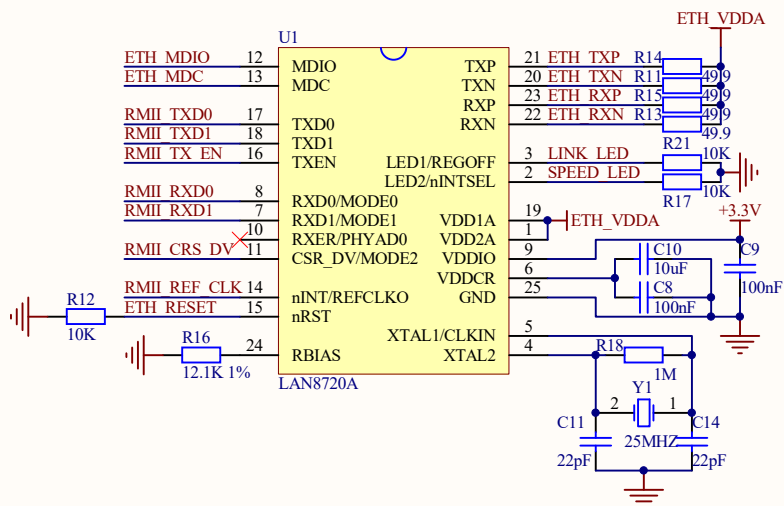 ETH_VDDA
U1
ETH_MDIO 12 MDIO TXP 21 ETH_TXP R14
ETH_MDC 13 MDC TXN 20 ETH_TXN R11 49.9
RXP 23 ETH_RXP R15 49.9
RMII_TXD0 17 TXD0 RXN 22 ETH_RXN R13 49.9
49.9
RMII_TXD1 18 TXD1
R21
RMII_TX_EN 16 TXEN LED1/REGOFF 3 LINK_LED 10K
LED2/nINTSEL 2 SPEED_LED 10K
R17
RMII_RXD0 8 RXD0/MODE0
RMII_RXD1 7 RXD1/MODE1 VDD1A 19 ETH_VDDA +3.3V
10 RXER/PHYAD0 VDD2A 1
RMII_CRS_DV 11 CSR_DV/MODE2 VDDIO 9 C10 C9
10uF
VDDCR 6 100nF
RMII_REF_CLK 14 nINT/REFCLKO GND 25 C8
100nF
R12 ETH_RESET 15 nRST
10K
XTAL1/CLKIN 5
R16 24 RBIAS XTAL2 4 R18
12.1K 1% 1M
LAN8720A
Y1
2 1
C11 C14
25MHZ
22pF 22pF